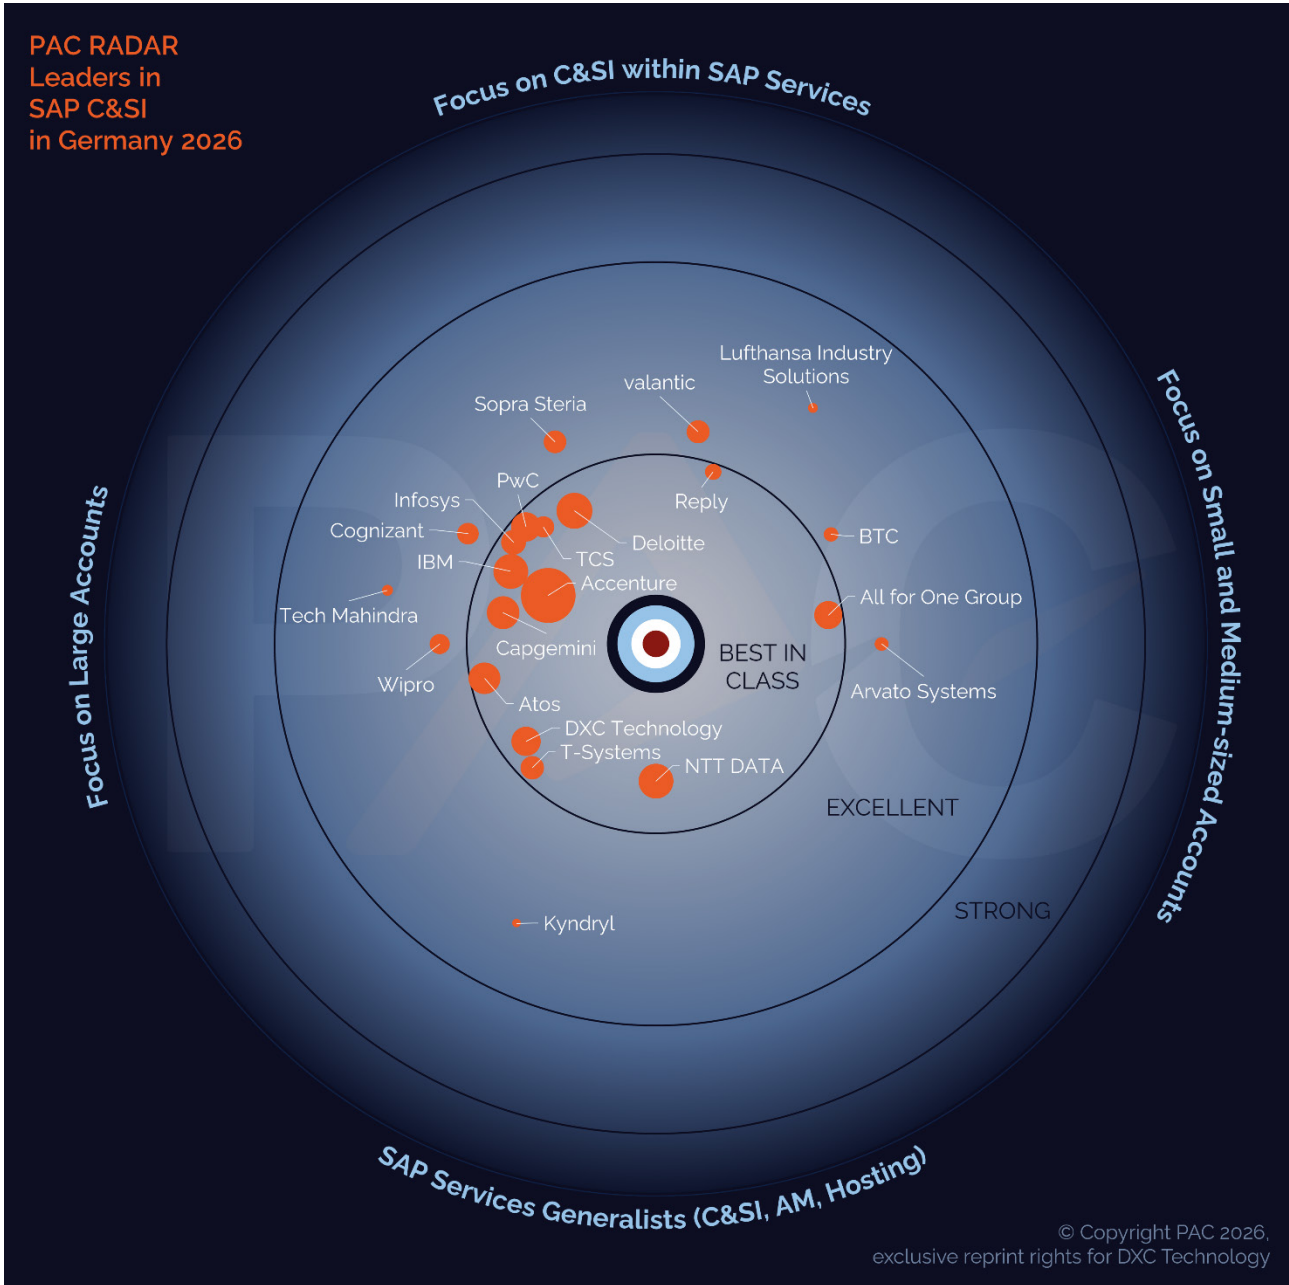 PAC RADAR
Leaders in
SAP C&SI
in Germany 2026
Focus on C&SI within SAP Services
Lufthansa Industry
Solutions
valantic
Sopra Steria
PwC
Infosys
Reply
Cognizant
Deloitte
BTC
TCS
IBM
Accenture
All for One Group
Tech Mahindra
Capgemini
BEST IN
CLASS
Wipro
Arvato Systems
Atos
DXC Technology
T-Systems
NTT DATA
EXCELLENT
STRONG
Kyndryl
Focus on Large Accounts
Focus on Small and Medium-sized Accounts
SAP Services Generalists (C&SI, AM, Hosting)
© Copyright PAC 2026,
exclusive reprint rights for DXC Technology
PAC